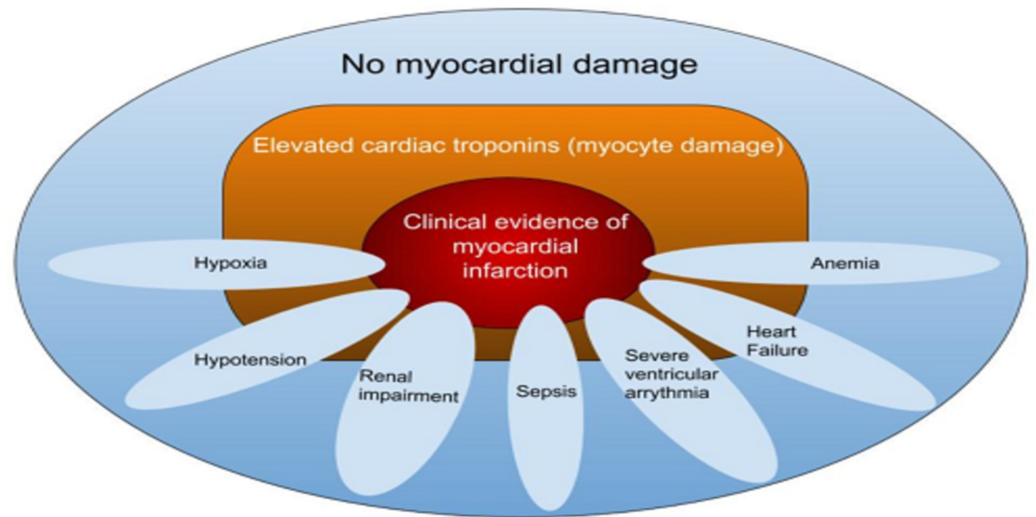 No myocardial damage
Elevated cardiac troponins (myocyte damage)
Clinical evidence of
myocardial
infarction
Hypoxia
Anemia
Hypotension
Heart
Failure
Renal
impairment
Sepsis
Severe
ventricular
arrythmia